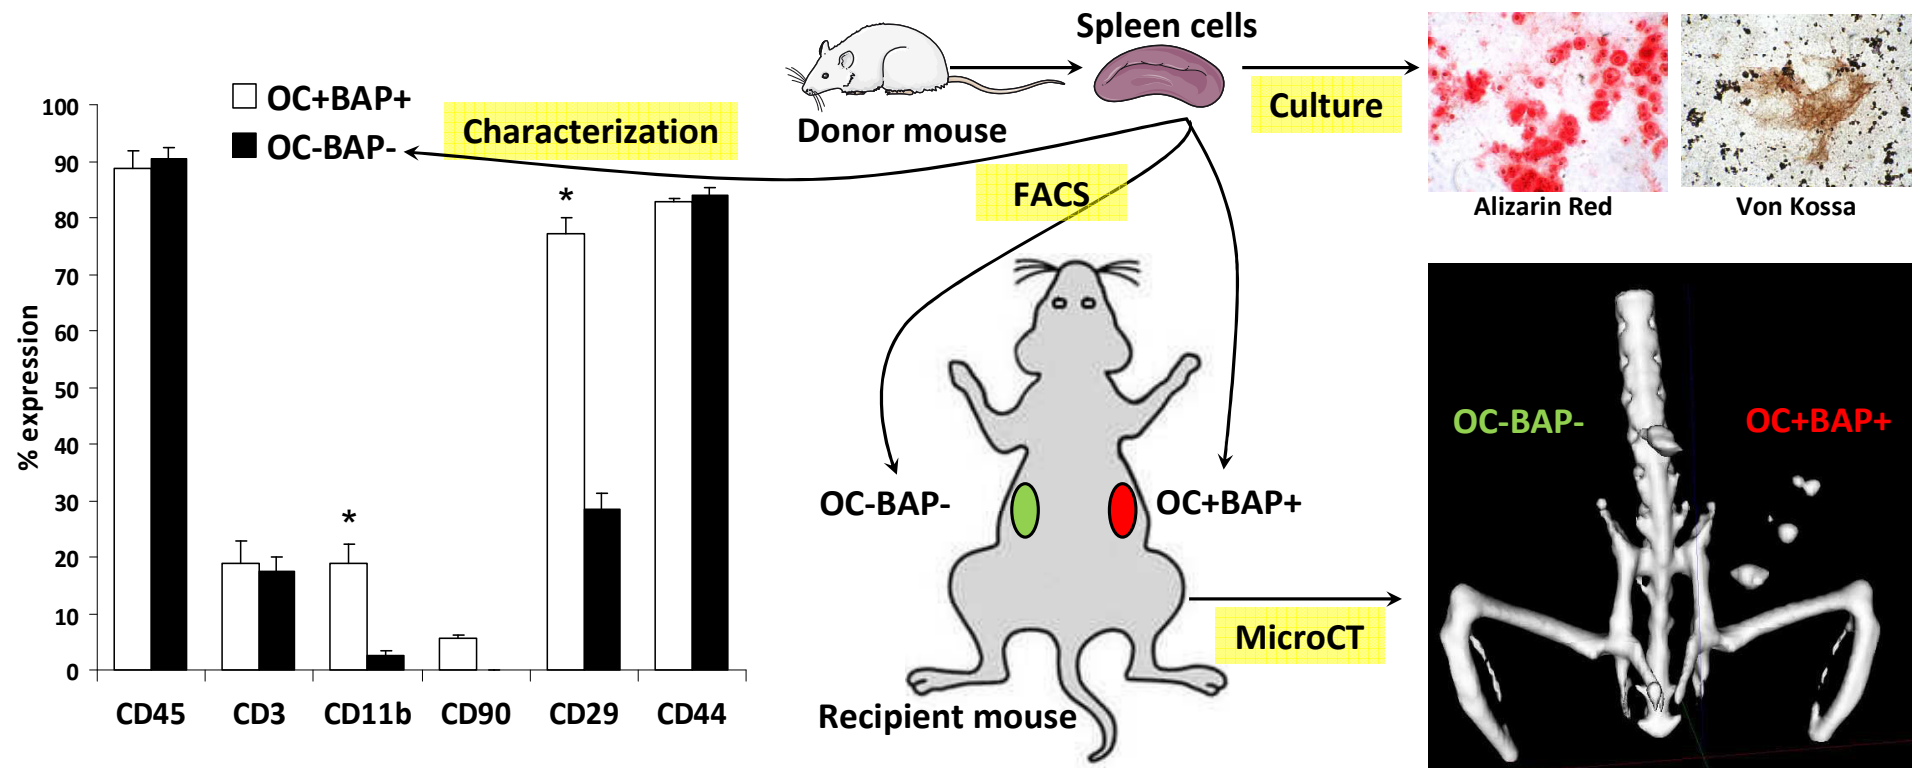 OC+BAP+
OC-BAP-
Characterization
% expression
100
90
80
70
60
50
40
30
20
10
0
*
*
CD45 CD3 CD11b CD90 CD29 CD44
Spleen cells
Donor mouse
Culture
FACS
Alizarin Red
Von Kossa
OC-BAP-
OC+BAP+
MicroCT
Recipient mouse
OC-BAP-
OC+BAP+